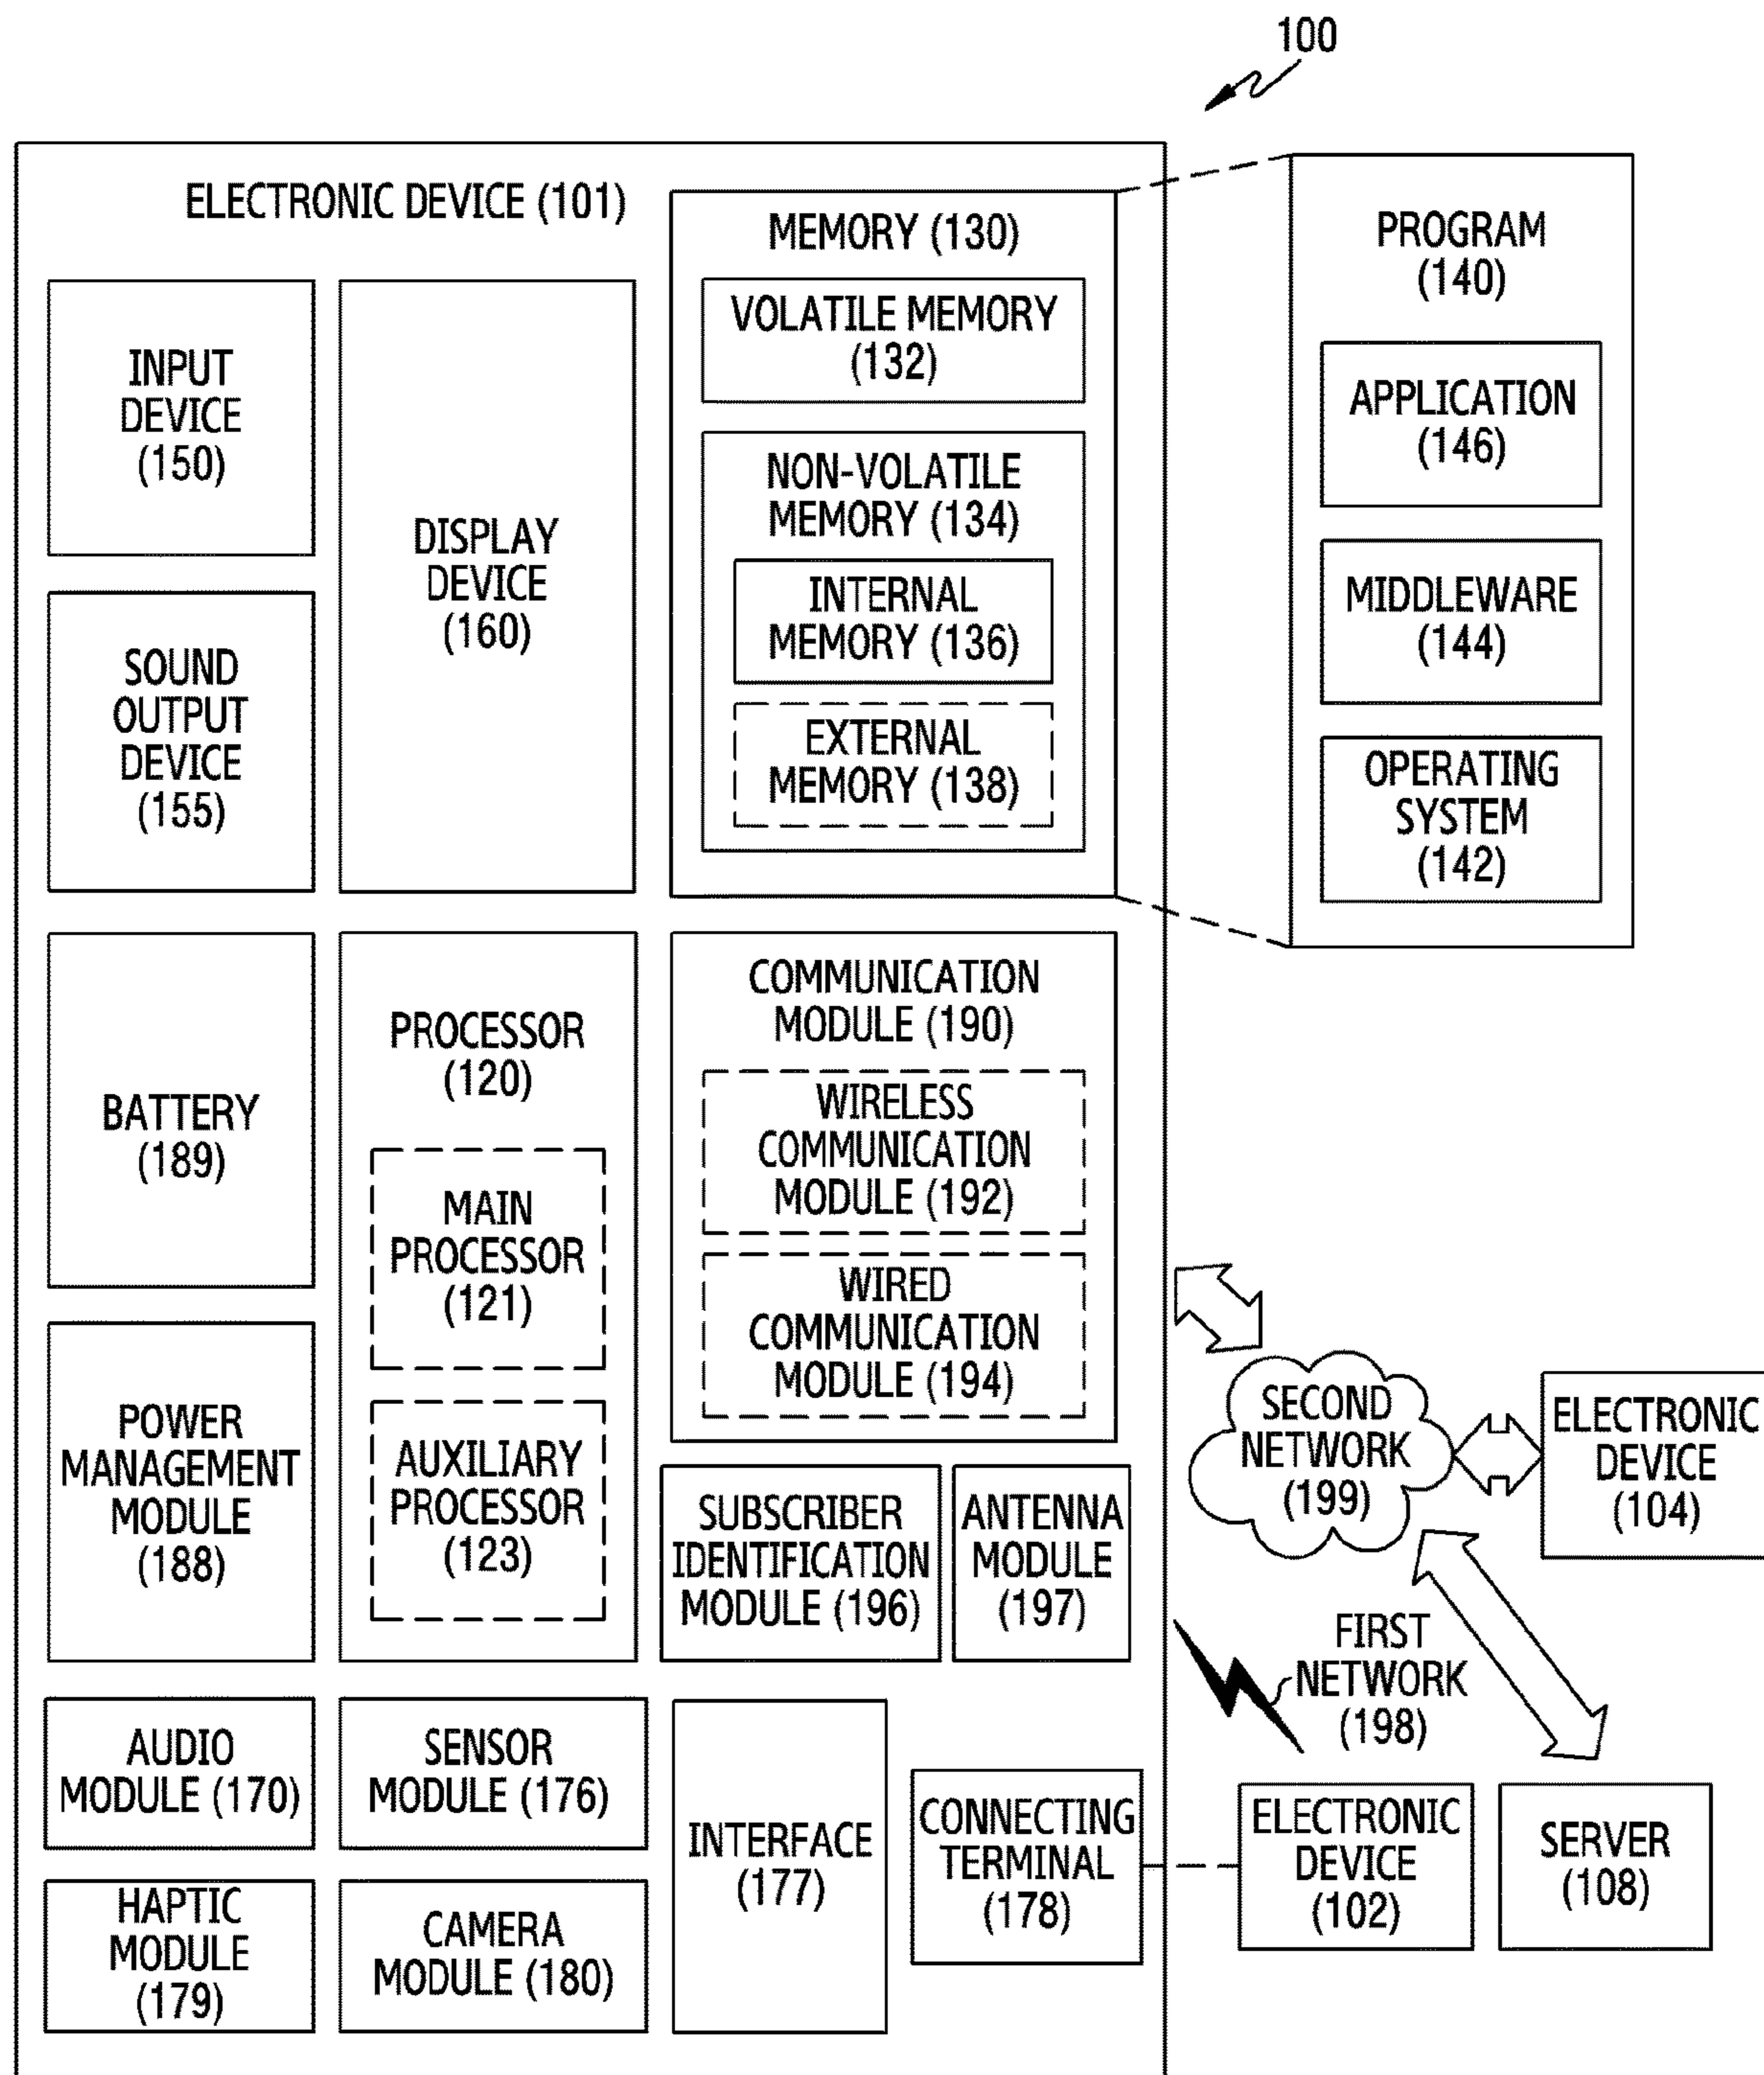 100
ELECTRONIC DEVICE (101)
INPUT
DEVICE
(150)
SOUND
OUTPUT
DEVICE
(155)
DISPLAY
DEVICE
(160)
MEMORY (130)
VOLATILE MEMORY
(132)
NON-VOLATILE
MEMORY (134)
INTERNAL
MEMORY (136)
EXTERNAL
MEMORY (138)
PROGRAM
(140)
APPLICATION
(146)
MIDDLEWARE
(144)
OPERATING
SYSTEM
(142)
BATTERY
(189)
POWER
MANAGEMENT
MODULE
(188)
PROCESSOR
(120)
MAIN
PROCESSOR
(121)
AUXILIARY
PROCESSOR
(123)
COMMUNICATION
MODULE (190)
WIRELESS
COMMUNICATION
MODULE (192)
WIRED
COMMUNICATION
MODULE (194)
SUBSCRIBER
IDENTIFICATION
MODULE (196)
ANTENNA
MODULE
(197)
SECOND
NETWORK
(199)
ELECTRONIC
DEVICE
(104)
FIRST
NETWORK
(198)
AUDIO
MODULE (170)
SENSOR
MODULE (176)
HAPTIC
MODULE
(179)
CAMERA
MODULE (180)
INTERFACE
(177)
CONNECTING
TERMINAL
(178)
ELECTRONIC
DEVICE
(102)
SERVER
(108)